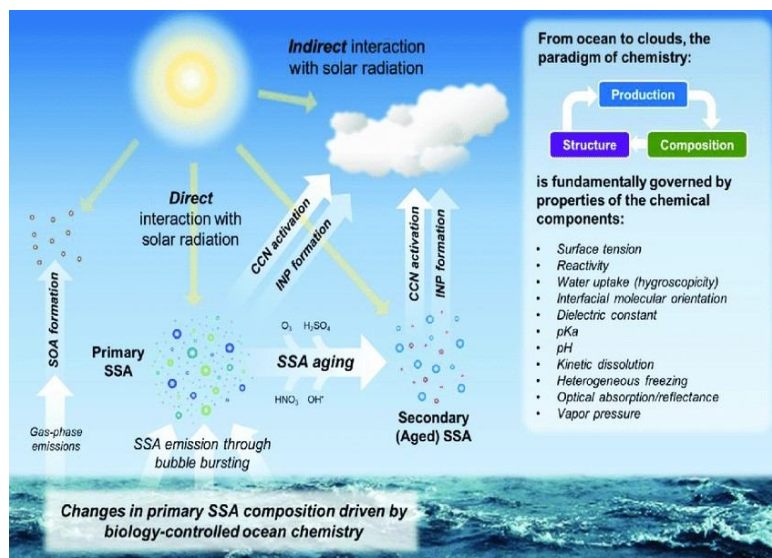 Indirect interaction
with solar radiation
Direct
interaction with
solar radiation
CCN activation
INP formation
CCN activation
INP formation
SOA formation
Primary
SSA
O₃ H₂SO₄
SSA aging
HNO₃ OH•
Secondary
(Aged) SSA
Gas-phase
emissions
SSA emission through
bubble bursting
Changes in primary SSA composition driven by
biology-controlled ocean chemistry
From ocean to clouds, the
paradigm of chemistry:
Production
Structure
Composition
is fundamentally governed by
properties of the chemical
components:
• Surface tension
• Reactivity
• Water uptake (hygroscopicity)
• Interfacial molecular orientation
• Dielectric constant
• pKa
• pH
• Kinetic dissolution
• Heterogeneous freezing
• Optical absorption/reflectance
• Vapor pressure